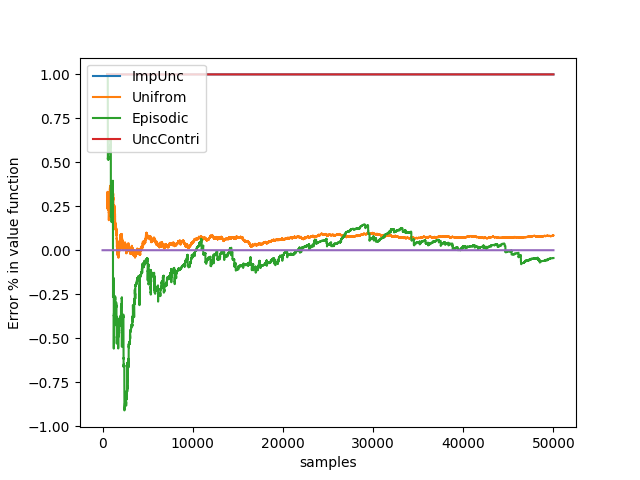 1.00
0.75
0.50
0.25
0.00
−0.25
−0.50
−0.75
−1.00
Error % in value function
ImpUnc
Unifrom
Episodic
UncContri
0
10000
20000
30000
40000
50000
samples